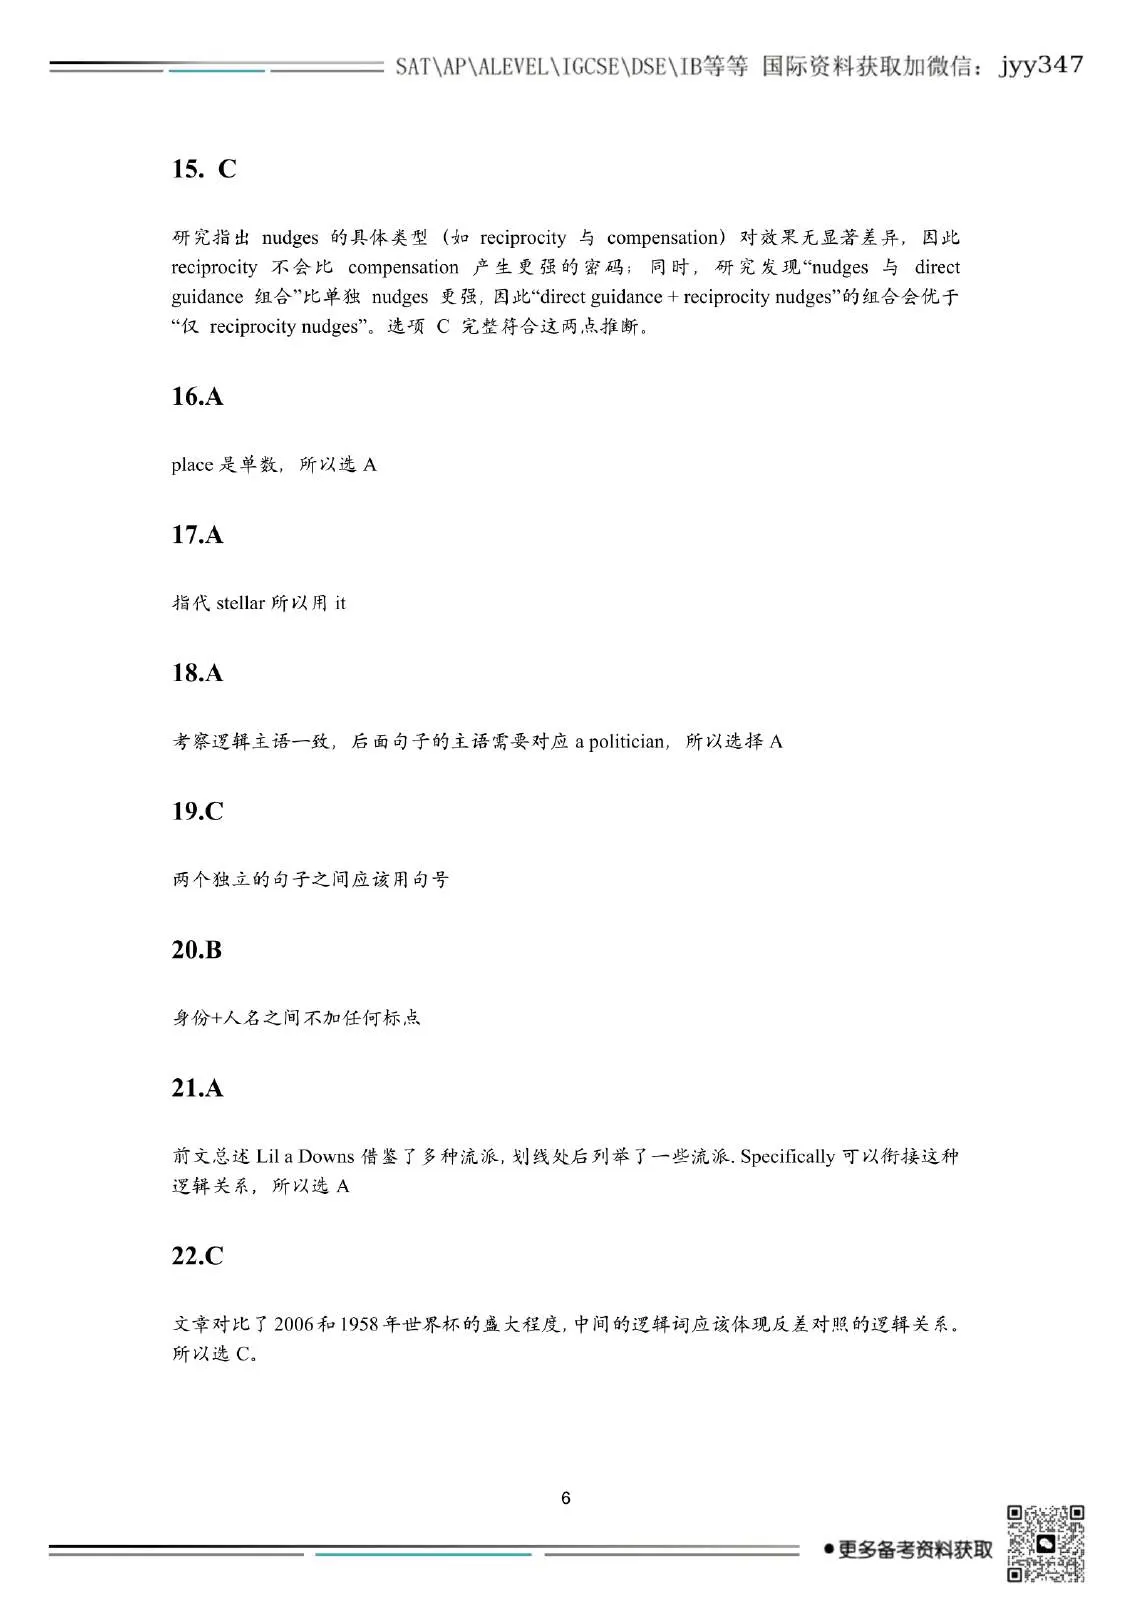 SAT\AP\ALEVEL\IGCSE\DSE\IB等等 国际资料获取加微信： jyy347
15. C
研究指出 nudges 的具体类型（如 reciprocity 与 compensation）对效果无显著差异，因此
reciprocity 不会比 compensation 产生更强的密码；同时，研究发现“nudges 与 direct
guidance 组合”比单独 nudges 更强，因此“direct guidance + reciprocity nudges”的组合会优于
“仅 reciprocity nudges”。选项 C 完整符合这两点推断。
16.A
place 是单数，所以选 A
17.A
指代 stellar 所以用 it
18.A
考察逻辑主语一致，后面句子的主语需要对应 a politician，所以选择 A
19.C
两个独立的句子之间应该用句号
20.B
身份+人名之间不加任何标点
21.A
前文总述 Lil a Downs 借鉴了多种流派，划线处后列举了一些流派. Specifically 可以衔接这种
逻辑关系，所以选 A
22.C
文章对比了 2006 和 1958 年世界杯的盛大程度，中间的逻辑词应该体现反差对照的逻辑关系。
所以选 C。
6
●更多备考资料获取